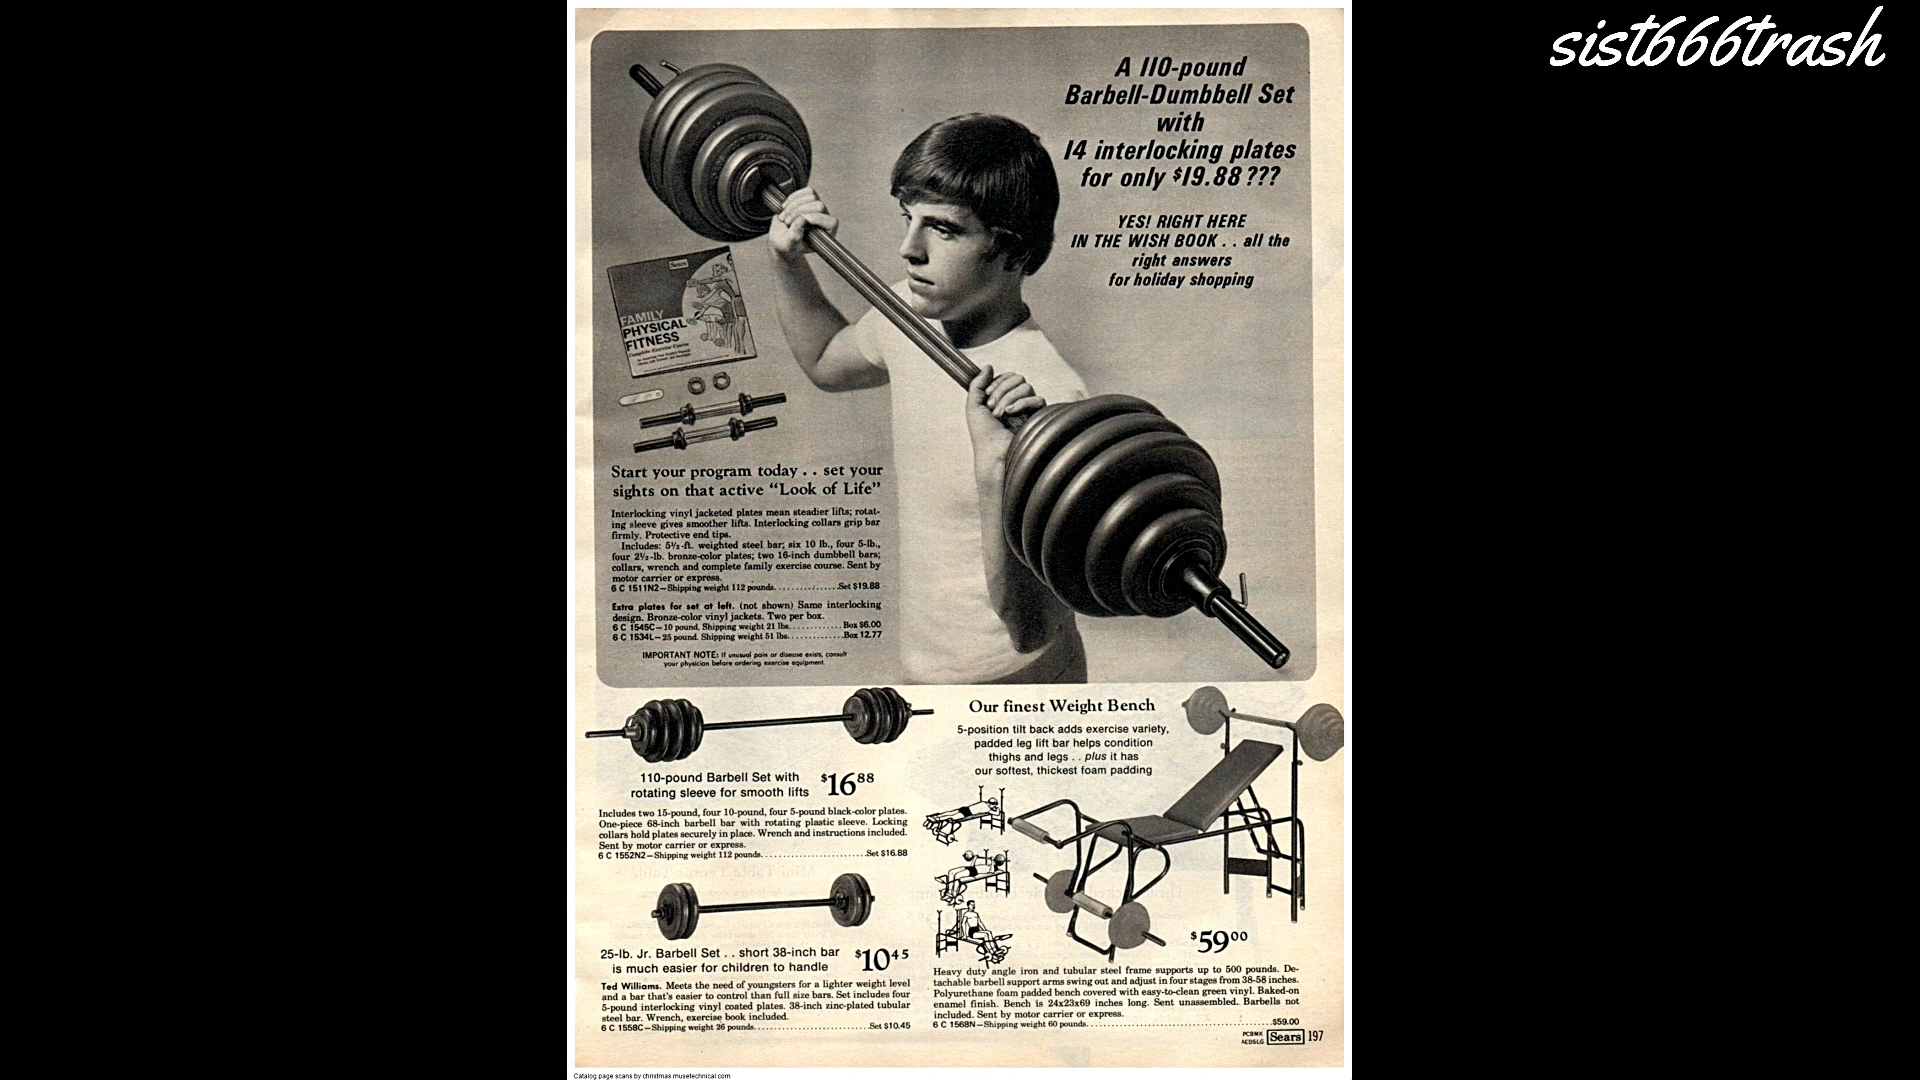 sist666trash
A 110-pound
Barbell-Dumbbell Set
with
14 interlocking plates
for only $19.88???
YES! RIGHT HERE
IN THE WISH BOOK . . all the
right answers
for holiday shopping
Sears
FAMILY
PHYSICAL
FITNESS
Complete Exercise Course
Start your program today . . set your
sights on that active “Look of Life”
Interlocking vinyl jacketed plates mean steadier lifts; rotat-
ing sleeve gives smoother lifts. Interlocking collars grip bar
firmly. Protective end tips.
Includes: 5½-ft. weighted steel bar; six 10 lb., four 5-lb.,
four 2½-lb. bronze-color plates; two 16-inch dumbbell bars;
collars, wrench and complete family exercise course. Sent by
motor carrier or express.
6 C 1511N2—Shipping weight 112 pounds...............Set $19.88
Extra plates for set at left. (not shown) Same interlocking
design. Bronze-color vinyl jackets. Two per box.
6 C 1545C—10 pound. Shipping weight 21 lbs............Box $6.00
6 C 1534L—25 pound. Shipping weight 51 lbs............Box 12.77
IMPORTANT NOTE: If unusual pain or disease exists, consult
your physician before ordering exercise equipment.
110-pound Barbell Set with
rotating sleeve for smooth lifts
$16 88
Includes two 15-pound, four 10-pound, four 5-pound black-color plates.
One-piece 68-inch barbell bar with rotating plastic sleeve. Locking
collars hold plates securely in place. Wrench and instructions included.
Sent by motor carrier or express.
6 C 1552N2—Shipping weight 112 pounds.........................Set $16.88
25-lb. Jr. Barbell Set . . short 38-inch bar
is much easier for children to handle
$10 45
Ted Williams. Meets the need of youngsters for a lighter weight level
and a bar that's easier to control than full size bars. Set includes four
5-pound interlocking vinyl coated plates. 38-inch zinc-plated tubular
steel bar. Wrench, exercise book included.
6 C 1558C—Shipping weight 26 pounds...........................Set $10.45
Our finest Weight Bench
5-position tilt back adds exercise variety,
padded leg lift bar helps condition
thighs and legs . . plus it has
our softest, thickest foam padding
$59 00
Heavy duty angle iron and tubular steel frame supports up to 500 pounds. De-
tachable barbell support arms swing out and adjust in four stages from 38-58 inches.
Polyurethane foam padded bench covered with easy-to-clean green vinyl. Baked-on
enamel finish. Bench is 24x23x69 inches long. Sent unassembled. Barbells not
included. Sent by motor carrier or express.
6 C 1568N—Shipping weight 60 pounds...........................................$59.00
PCBMK
AEDSLG
Sears 197
Catalog page scans by christmas.musetechnical.com